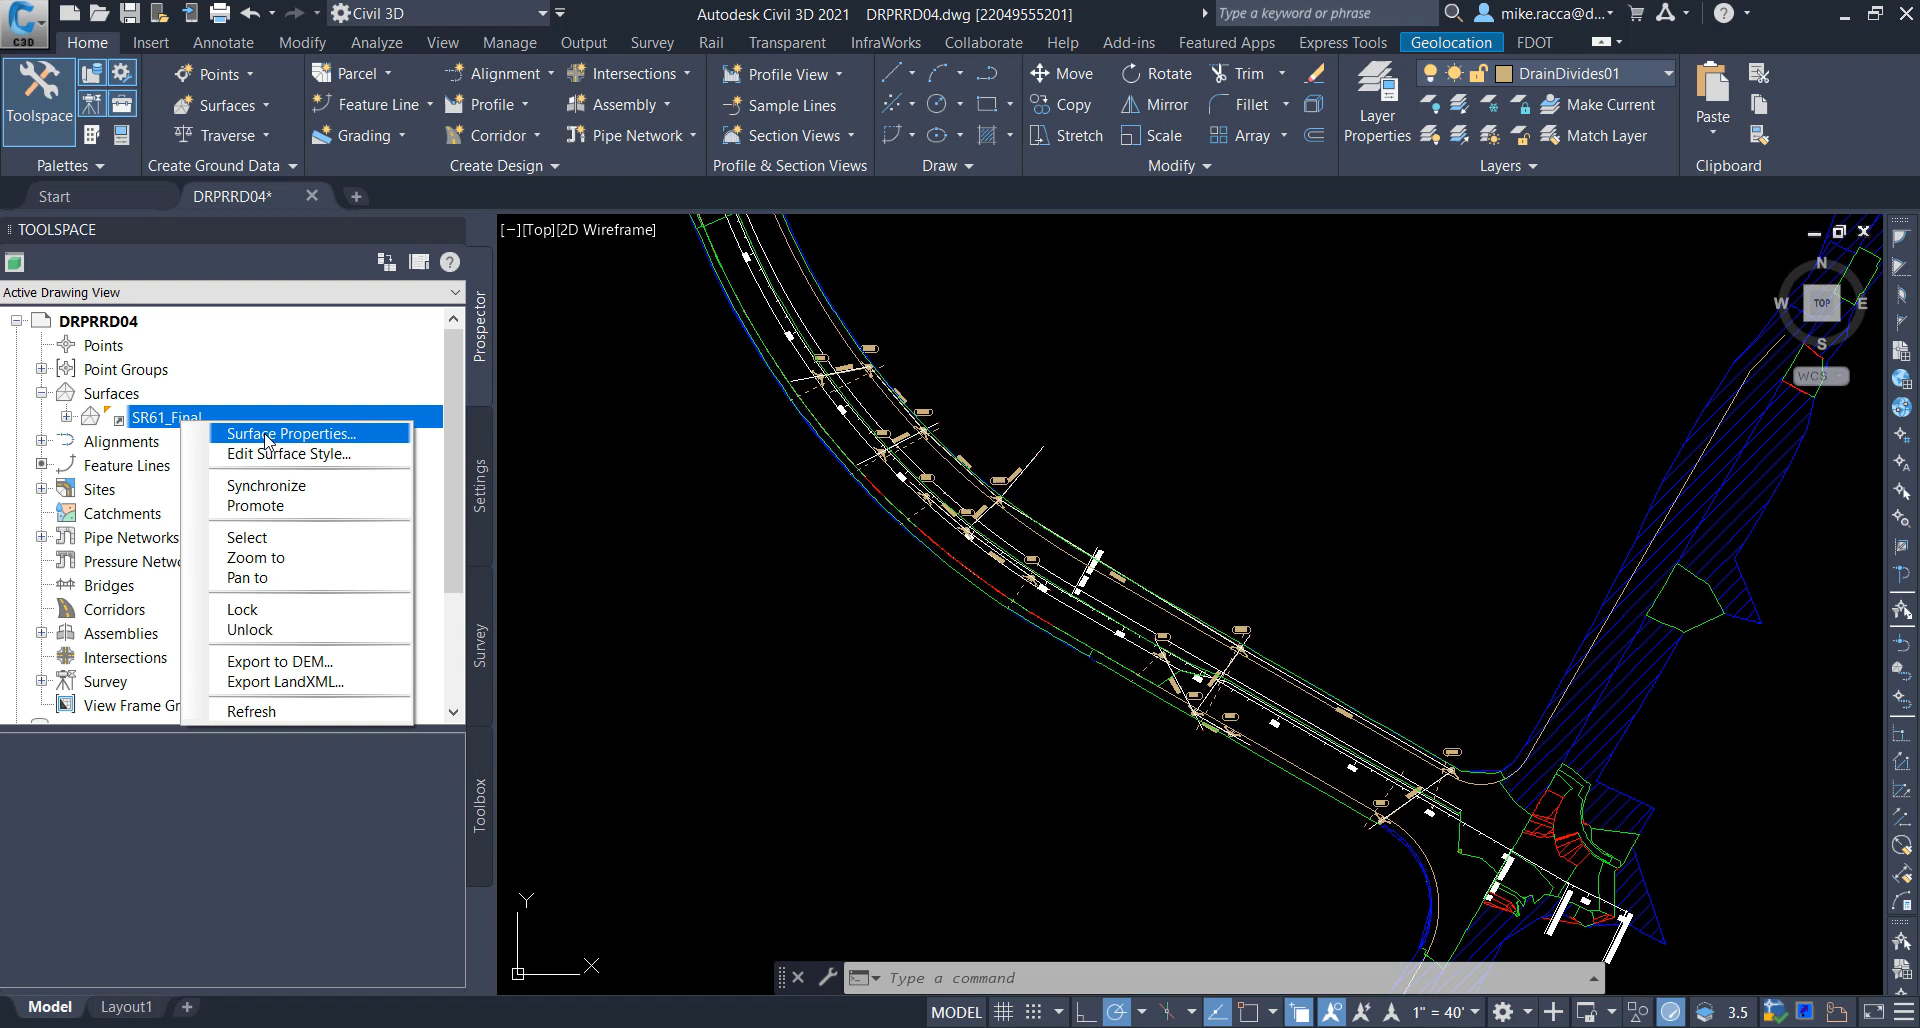 C3D
Civil 3D
Autodesk Civil 3D 2021 DRPRRD04.dwg [22049555201]
Type a keyword or phrase
mike.racca@d...
Home Insert Annotate Modify Analyze View Manage Output Survey Rail Transparent InfraWorks Collaborate Help Add-ins Featured Apps Express Tools Geolocation FDOT
Toolspace
Palettes
Points
Surfaces
Traverse
Create Ground Data
Parcel
Feature Line
Grading
Alignment
Profile
Corridor
Intersections
Assembly
Pipe Network
Create Design
Profile View
Sample Lines
Section Views
Profile & Section Views
Draw
Move
Copy
Stretch
Rotate
Mirror
Scale
Trim
Fillet
Array
Modify
Layer
Properties
DrainDivides01
Make Current
Match Layer
Layers
Paste
Clipboard
Start
DRPRRD04*
TOOLSPACE
Active Drawing View
DRPRRD04
Points
Point Groups
Surfaces
SR61_Final
Alignments
Feature Lines
Sites
Catchments
Pipe Networks
Pressure Netw
Bridges
Corridors
Assemblies
Intersections
Survey
View Frame Gr
Surface Properties...
Edit Surface Style...
Synchronize
Promote
Select
Zoom to
Pan to
Lock
Unlock
Export to DEM...
Export LandXML...
Refresh
Prospector
Settings
Survey
Toolbox
[−][Top][2D Wireframe]
N
W
TOP
E
S
WCS
Y
X
Type a command
Model
Layout1
MODEL
1" = 40'
3.5